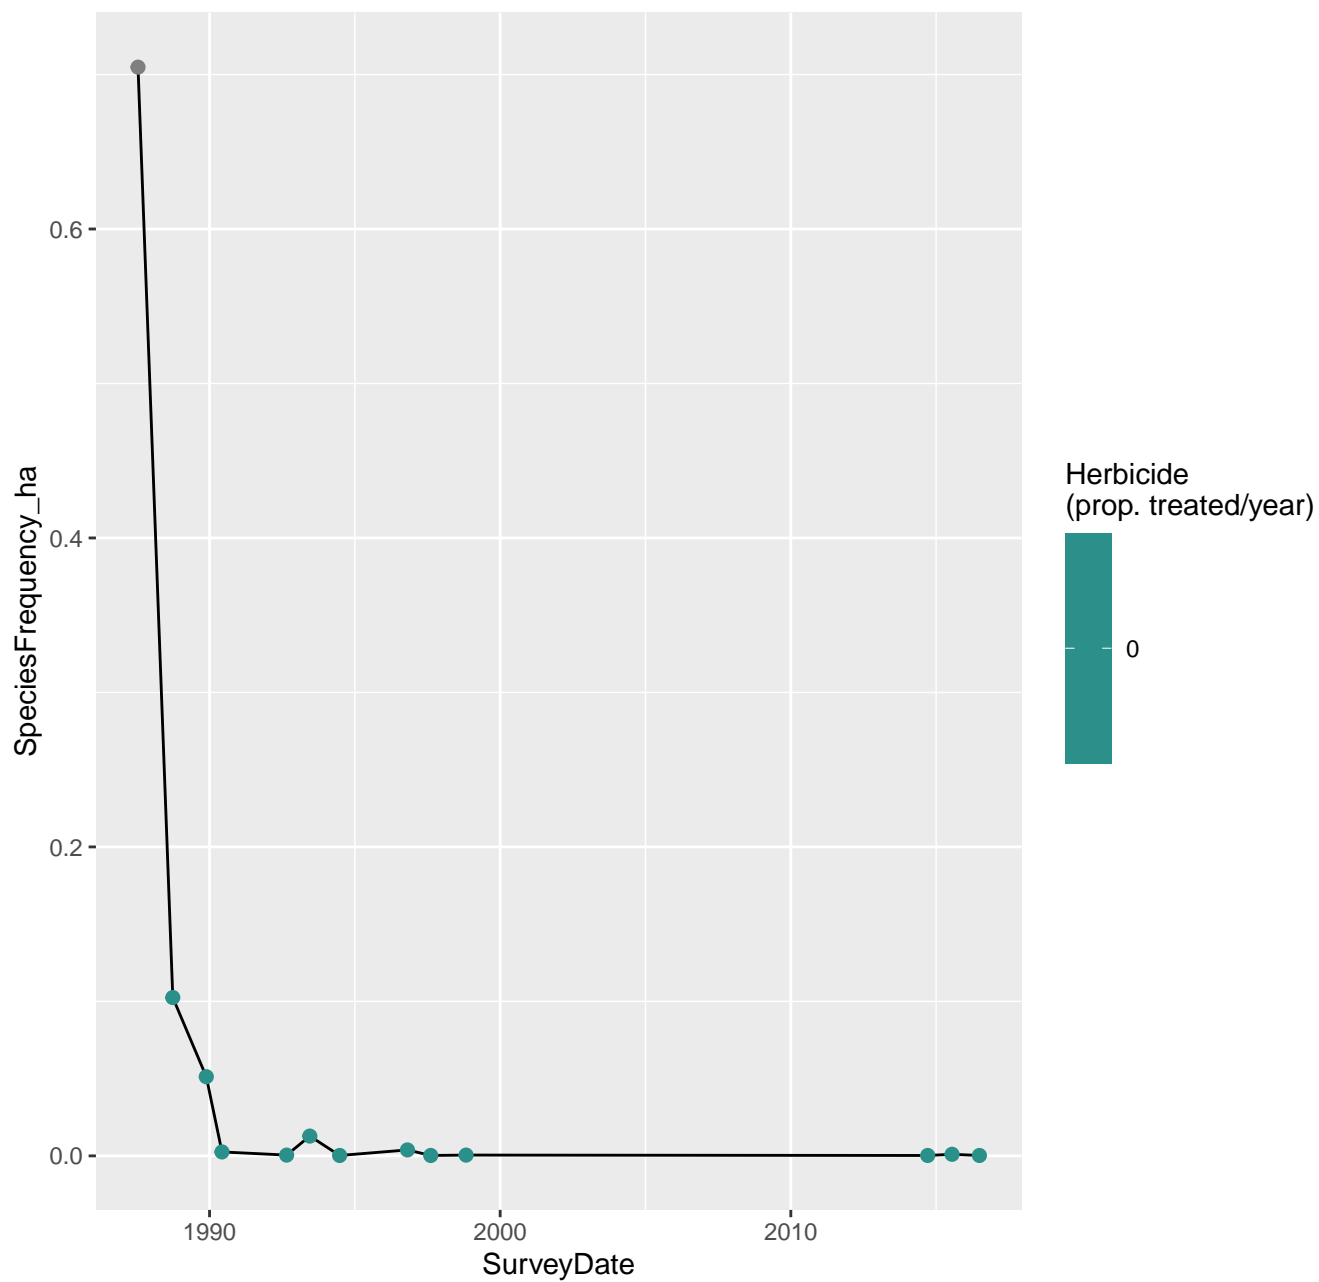 SpeciesFrequency_ha
0.6
0.4
0.2
0.0
1990
2000
2010
SurveyDate
Herbicide
(prop. treated/year)
0